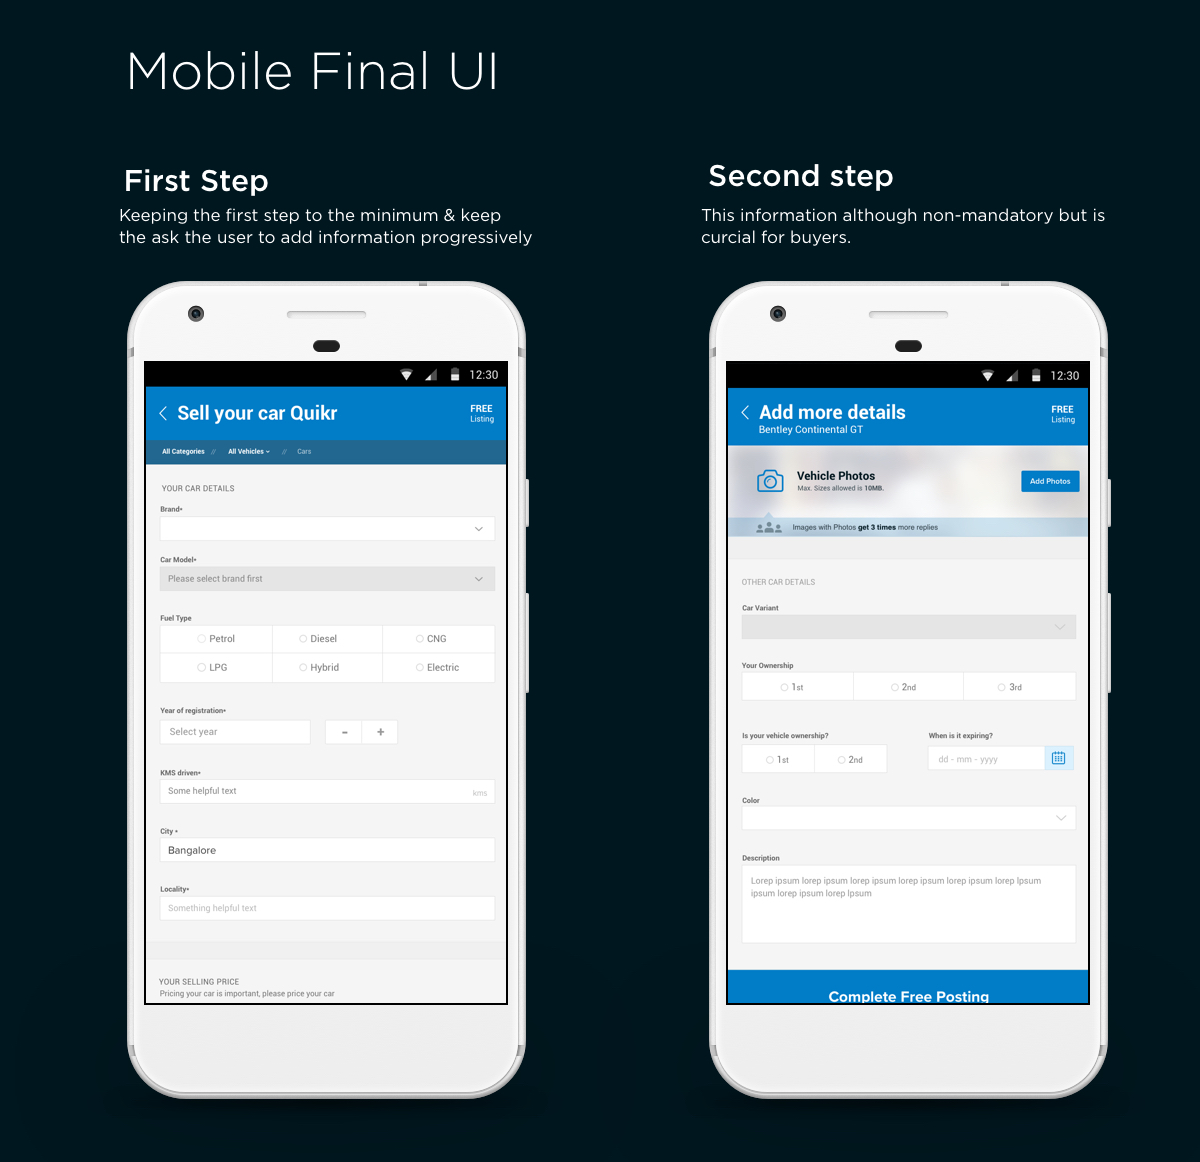 Mobile Final UI
First Step
Keeping the first step to the minimum & keep
the ask the user to add information progressively
12:30
Sell your car Quikr
FREE
Listing
All Categories // All Vehicles // Cars
YOUR CAR DETAILS
Brand*
Car Model*
Please select brand first
Fuel Type
Petrol Diesel CNG
LPG Hybrid Electric
Year of registration*
Select year - +
KMS driven*
Some helpful text kms
City *
Bangalore
Locality*
Something helpful text
YOUR SELLING PRICE
Pricing your car is important, please price your car
Second step
This information although non-mandatory but is
curcial for buyers.
12:30
Add more details
Bentley Continental GT
FREE
Listing
Vehicle Photos
Max. Sizes allowed is 10MB.
Add Photos
Images with Photos get 3 times more replies
OTHER CAR DETAILS
Car Variant
Your Ownership
1st 2nd 3rd
Is your vehicle ownership? When is it expiring?
1st 2nd dd - mm - yyyy
Color
Description
Lorep ipsum lorep ipsum lorep ipsum lorep ipsum lorep ipsum lorep Ipsum
ipsum lorep ipsum lorep Ipsum
Complete Free Posting